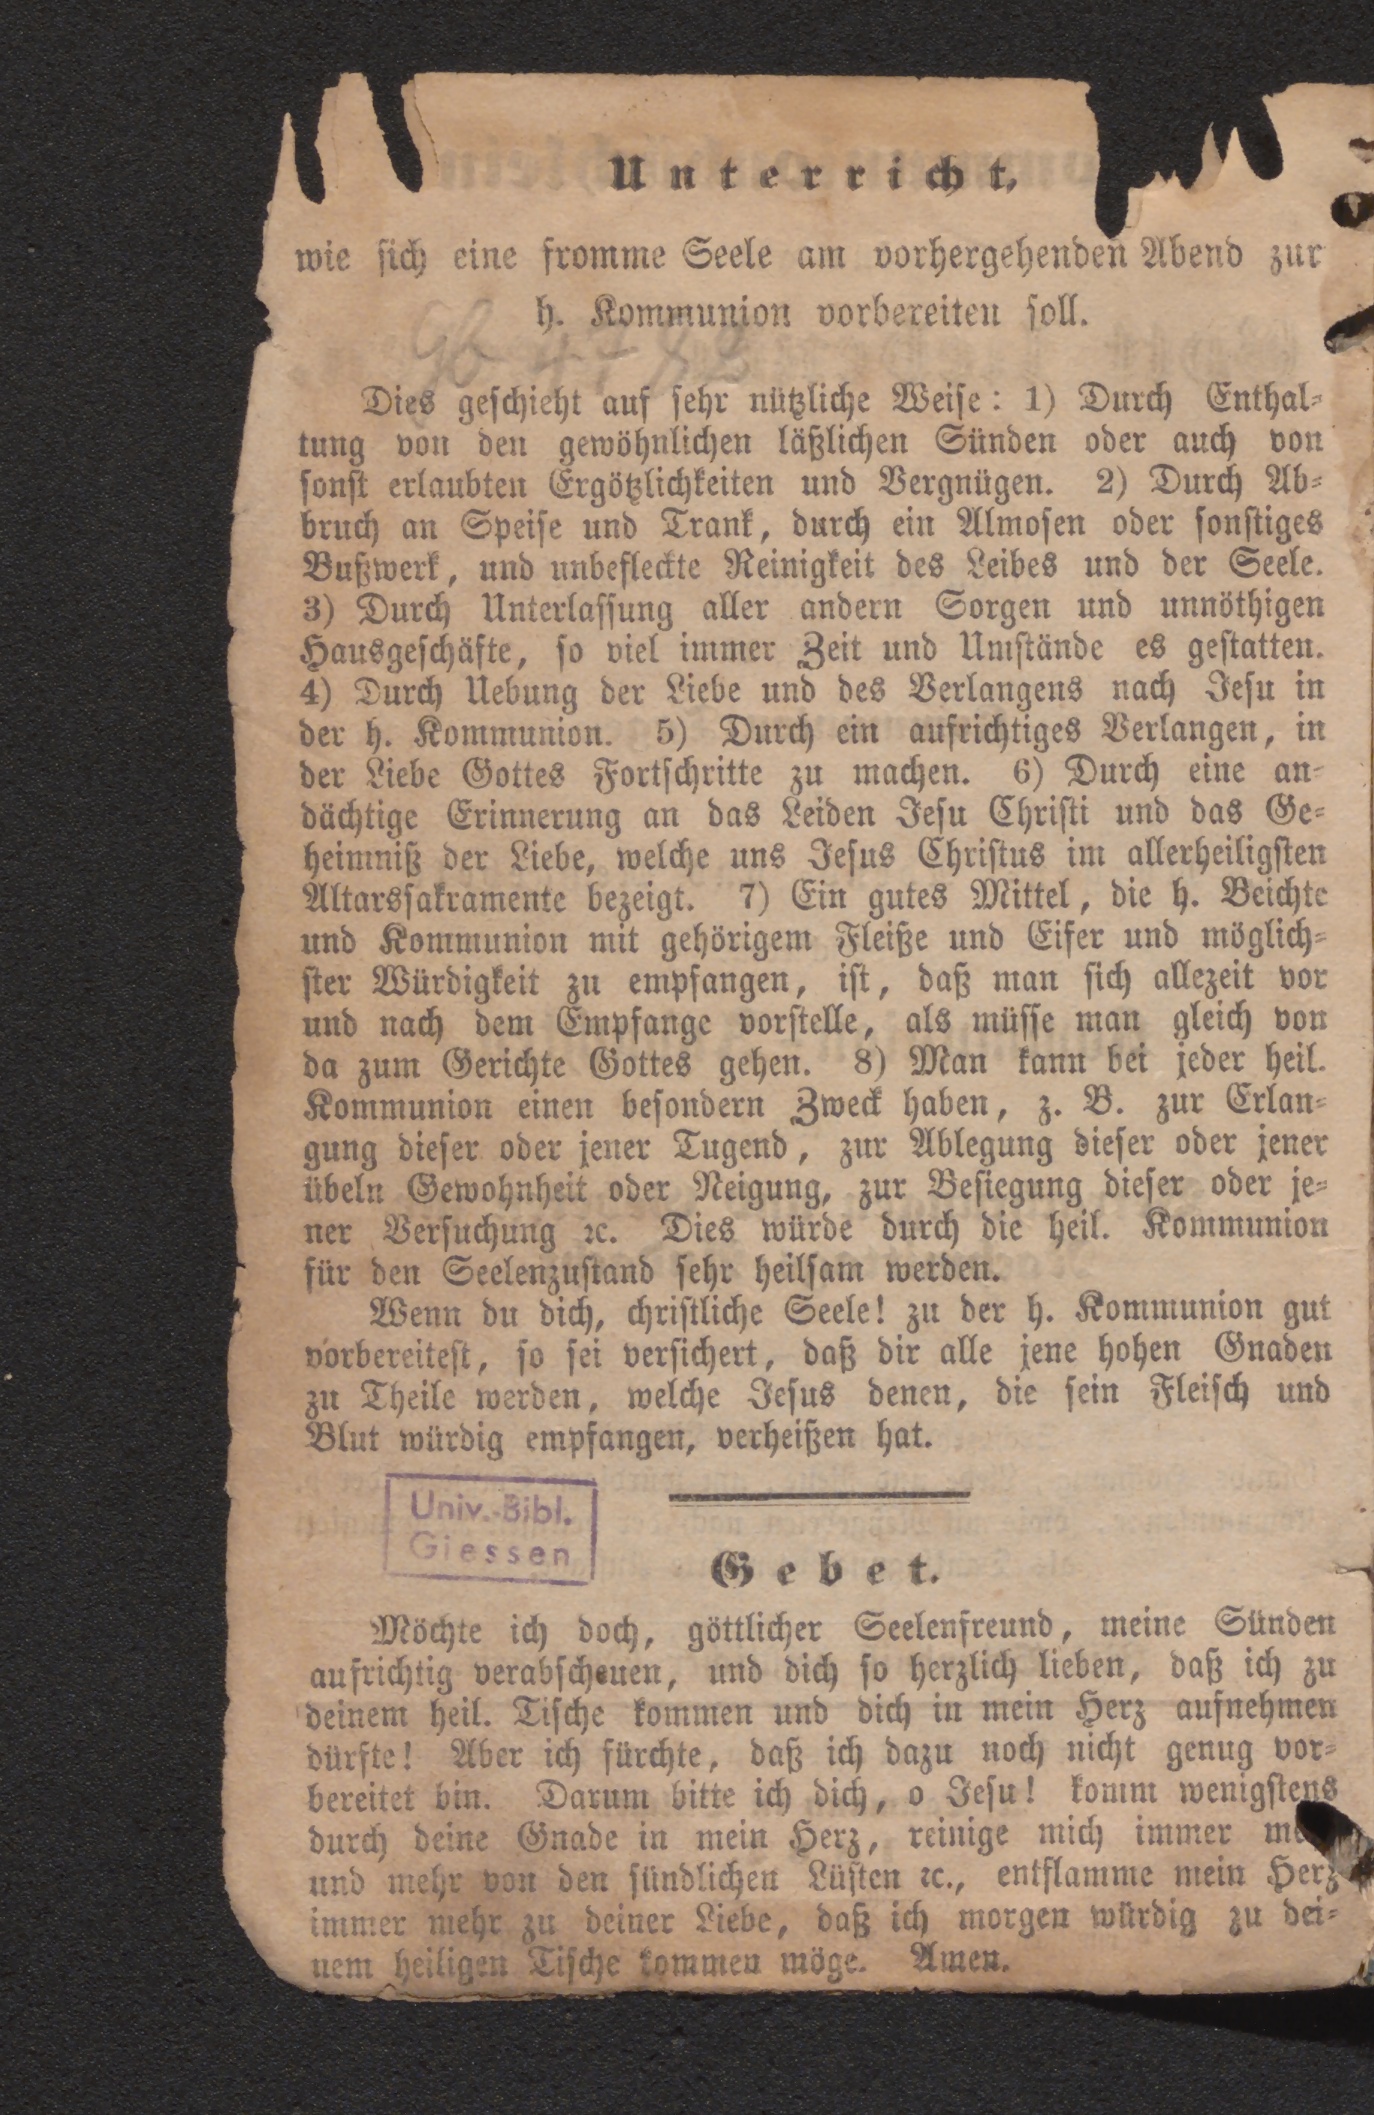 Unterricht,
wie sich eine fromme Seele am vorhergehenden Abend zur
h. Kommunion vorbereiten soll.
Gb 4782
Dies geschieht auf sehr nützliche Weise: 1) Durch Enthal-
tung von den gewöhnlichen läßlichen Sünden oder auch von
sonst erlaubten Ergötzlichkeiten und Vergnügen. 2) Durch Ab-
bruch an Speise und Trank, durch ein Almosen oder sonstiges
Bußwerk, und unbefleckte Reinigkeit des Leibes und der Seele.
3) Durch Unterlassung aller andern Sorgen und unnöthigen
Hausgeschäfte, so viel immer Zeit und Umstände es gestatten.
4) Durch Uebung der Liebe und des Verlangens nach Jesu in
der h. Kommunion. 5) Durch ein aufrichtiges Verlangen, in
der Liebe Gottes Fortschritte zu machen. 6) Durch eine an-
dächtige Erinnerung an das Leiden Jesu Christi und das Ge-
heimniß der Liebe, welche uns Jesus Christus im allerheiligsten
Altarssakramente bezeigt. 7) Ein gutes Mittel, die h. Beichte
und Kommunion mit gehörigem Fleiße und Eifer und möglich-
ster Würdigkeit zu empfangen, ist, daß man sich allezeit vor
und nach dem Empfange vorstelle, als müsse man gleich von
da zum Gerichte Gottes gehen. 8) Man kann bei jeder heil.
Kommunion einen besondern Zweck haben, z. B. zur Erlan-
gung dieser oder jener Tugend, zur Ablegung dieser oder jener
übeln Gewohnheit oder Neigung, zur Besiegung dieser oder je-
ner Versuchung ꝛc. Dies würde durch die heil. Kommunion
für den Seelenzustand sehr heilsam werden.
Wenn du dich, christliche Seele! zu der h. Kommunion gut
vorbereitest, so sei versichert, daß dir alle jene hohen Gnaden
zu Theile werden, welche Jesus denen, die sein Fleisch und
Blut würdig empfangen, verheißen hat.
Univ.-Bibl.
Giessen
Gebet.
Möchte ich doch, göttlicher Seelenfreund, meine Sünden
aufrichtig verabscheuen, und dich so herzlich lieben, daß ich zu
deinem heil. Tische kommen und dich in mein Herz aufnehmen
dürfte! Aber ich fürchte, daß ich dazu noch nicht genug vor-
bereitet bin. Darum bitte ich dich, o Jesu! komm wenigstens
durch deine Gnade in mein Herz, reinige mich immer
und mehr von den sündlichen Lüsten ꝛc., entflamme mein Herz
immer mehr zu deiner Liebe, daß ich morgen würdig zu dei-
nem heiligen Tische kommen möge. Amen.